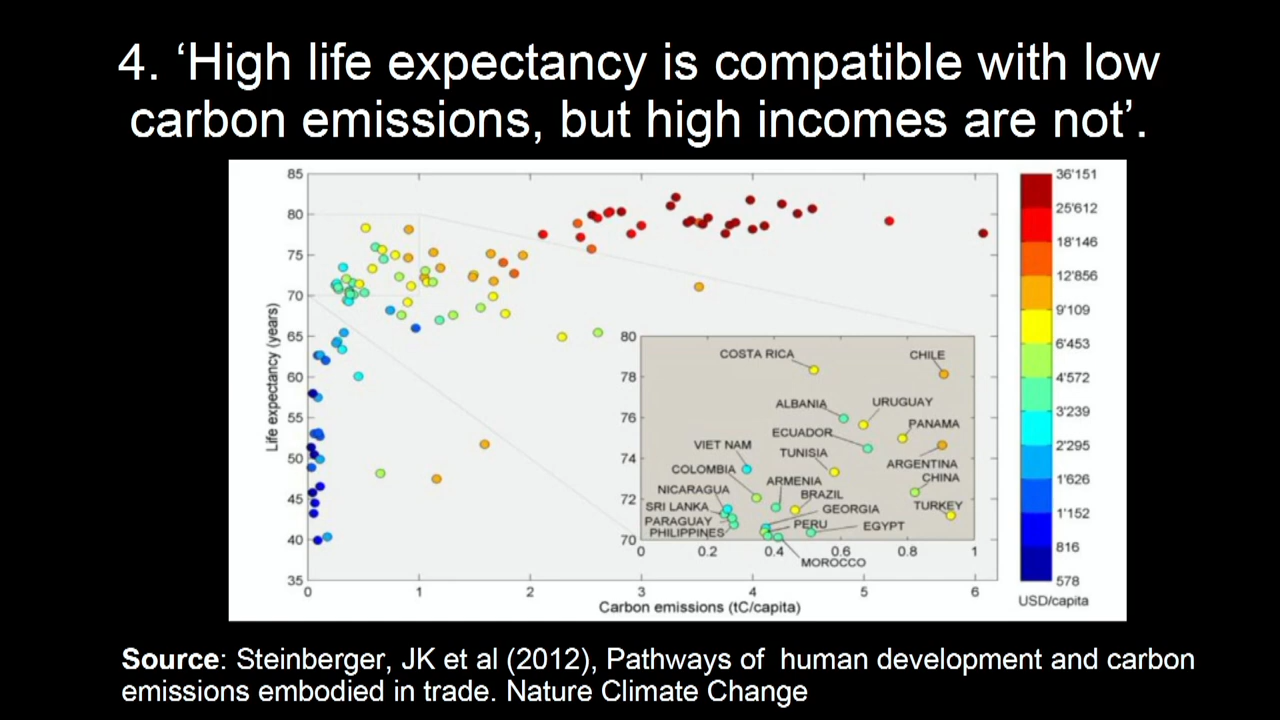 4. ‘High life expectancy is compatible with low
carbon emissions, but high incomes are not’.
85
80
75
70
65
60
55
50
45
40
35
Life expectancy (years)
0 1 2 3 4 5 6
Carbon emissions (tC/capita)
80
78
76
74
72
70
0 0.2 0.4 0.6 0.8 1
COSTA RICA
CHILE
ALBANIA
URUGUAY
PANAMA
ECUADOR
VIET NAM
TUNISIA
ARGENTINA
COLOMBIA
ARMENIA
CHINA
NICARAGUA
BRAZIL
SRI LANKA
GEORGIA
TURKEY
PARAGUAY
PERU
EGYPT
PHILIPPINES
MOROCCO
36'151
25'612
18'146
12'856
9'109
6'453
4'572
3'239
2'295
1'626
1'152
816
578
USD/capita
Source: Steinberger, JK et al (2012), Pathways of human development and carbon
emissions embodied in trade. Nature Climate Change